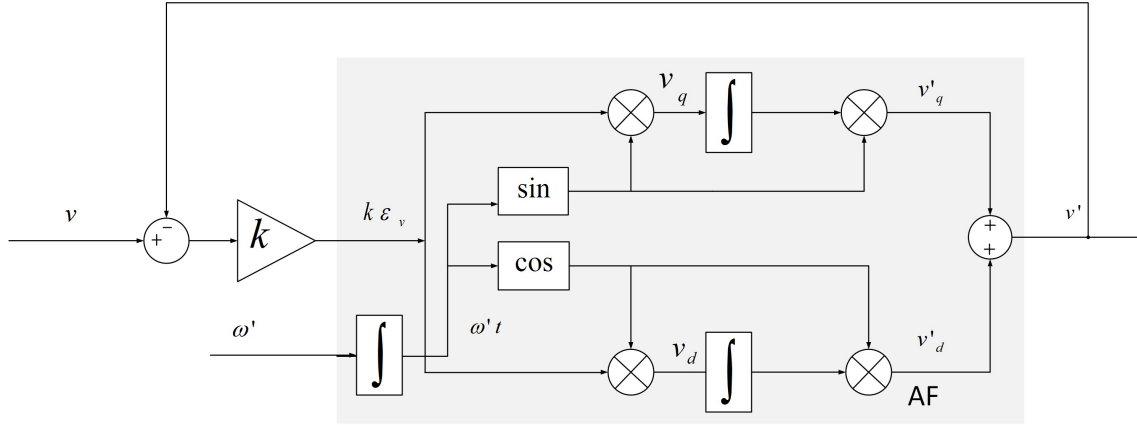 v
+
−
k
k ε v
ω'
∫
ω' t
sin
cos
v q
∫
v' q
v d
∫
v' d
AF
+
+
v'